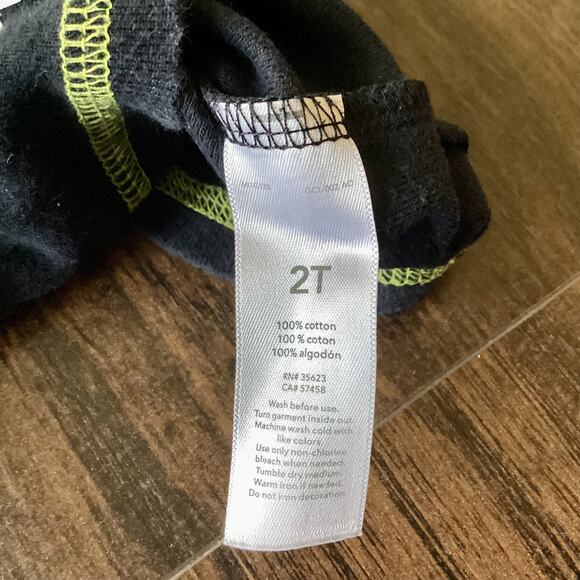 2T
100% cotton
100% coton
100% algodón
RN# 35623
CA# 57458
Wash before use.
Turn garment inside out.
Machine wash cold with
like colors.
Use only non-chlorine
bleach when needed.
Tumble dry medium.
Warm iron if needed.
Do not iron decoration.